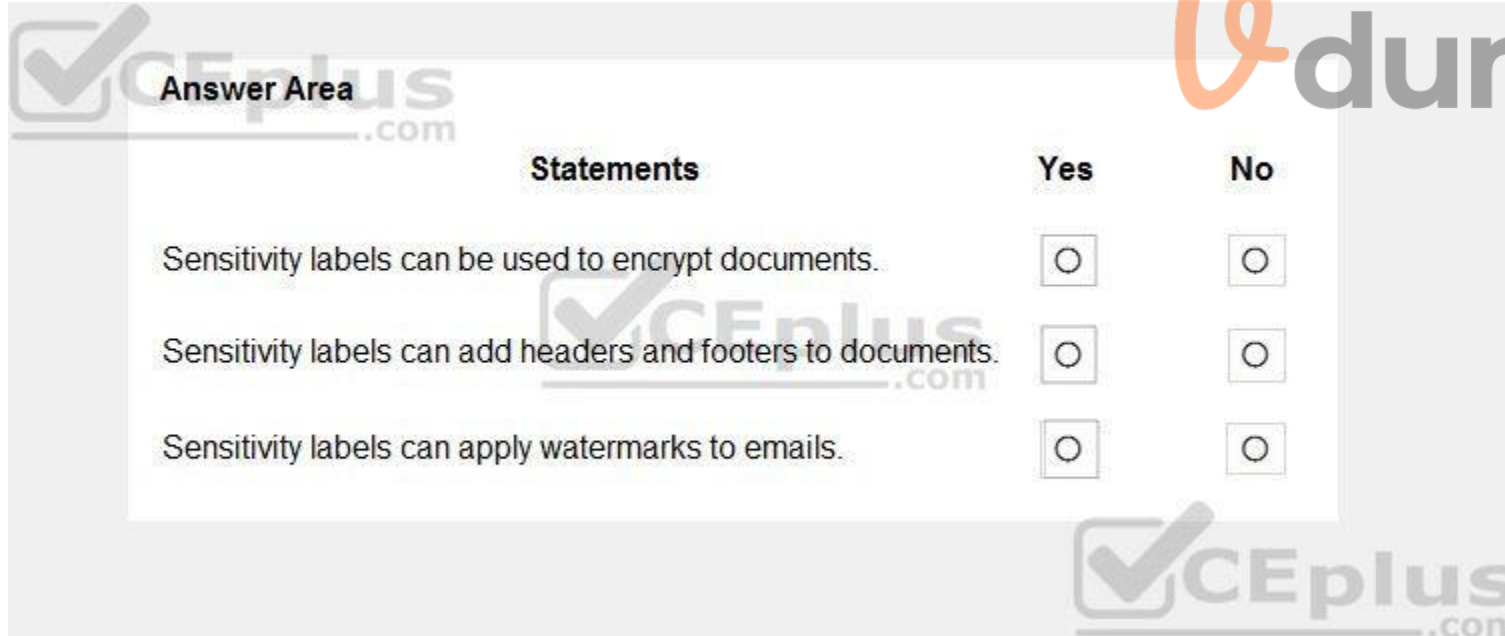 CEplus
.com
dun
Answer Area
Statements Yes No
Sensitivity labels can be used to encrypt documents.
Sensitivity labels can add headers and footers to documents.
CEplus
.com
Sensitivity labels can apply watermarks to emails.
CEplus
.com